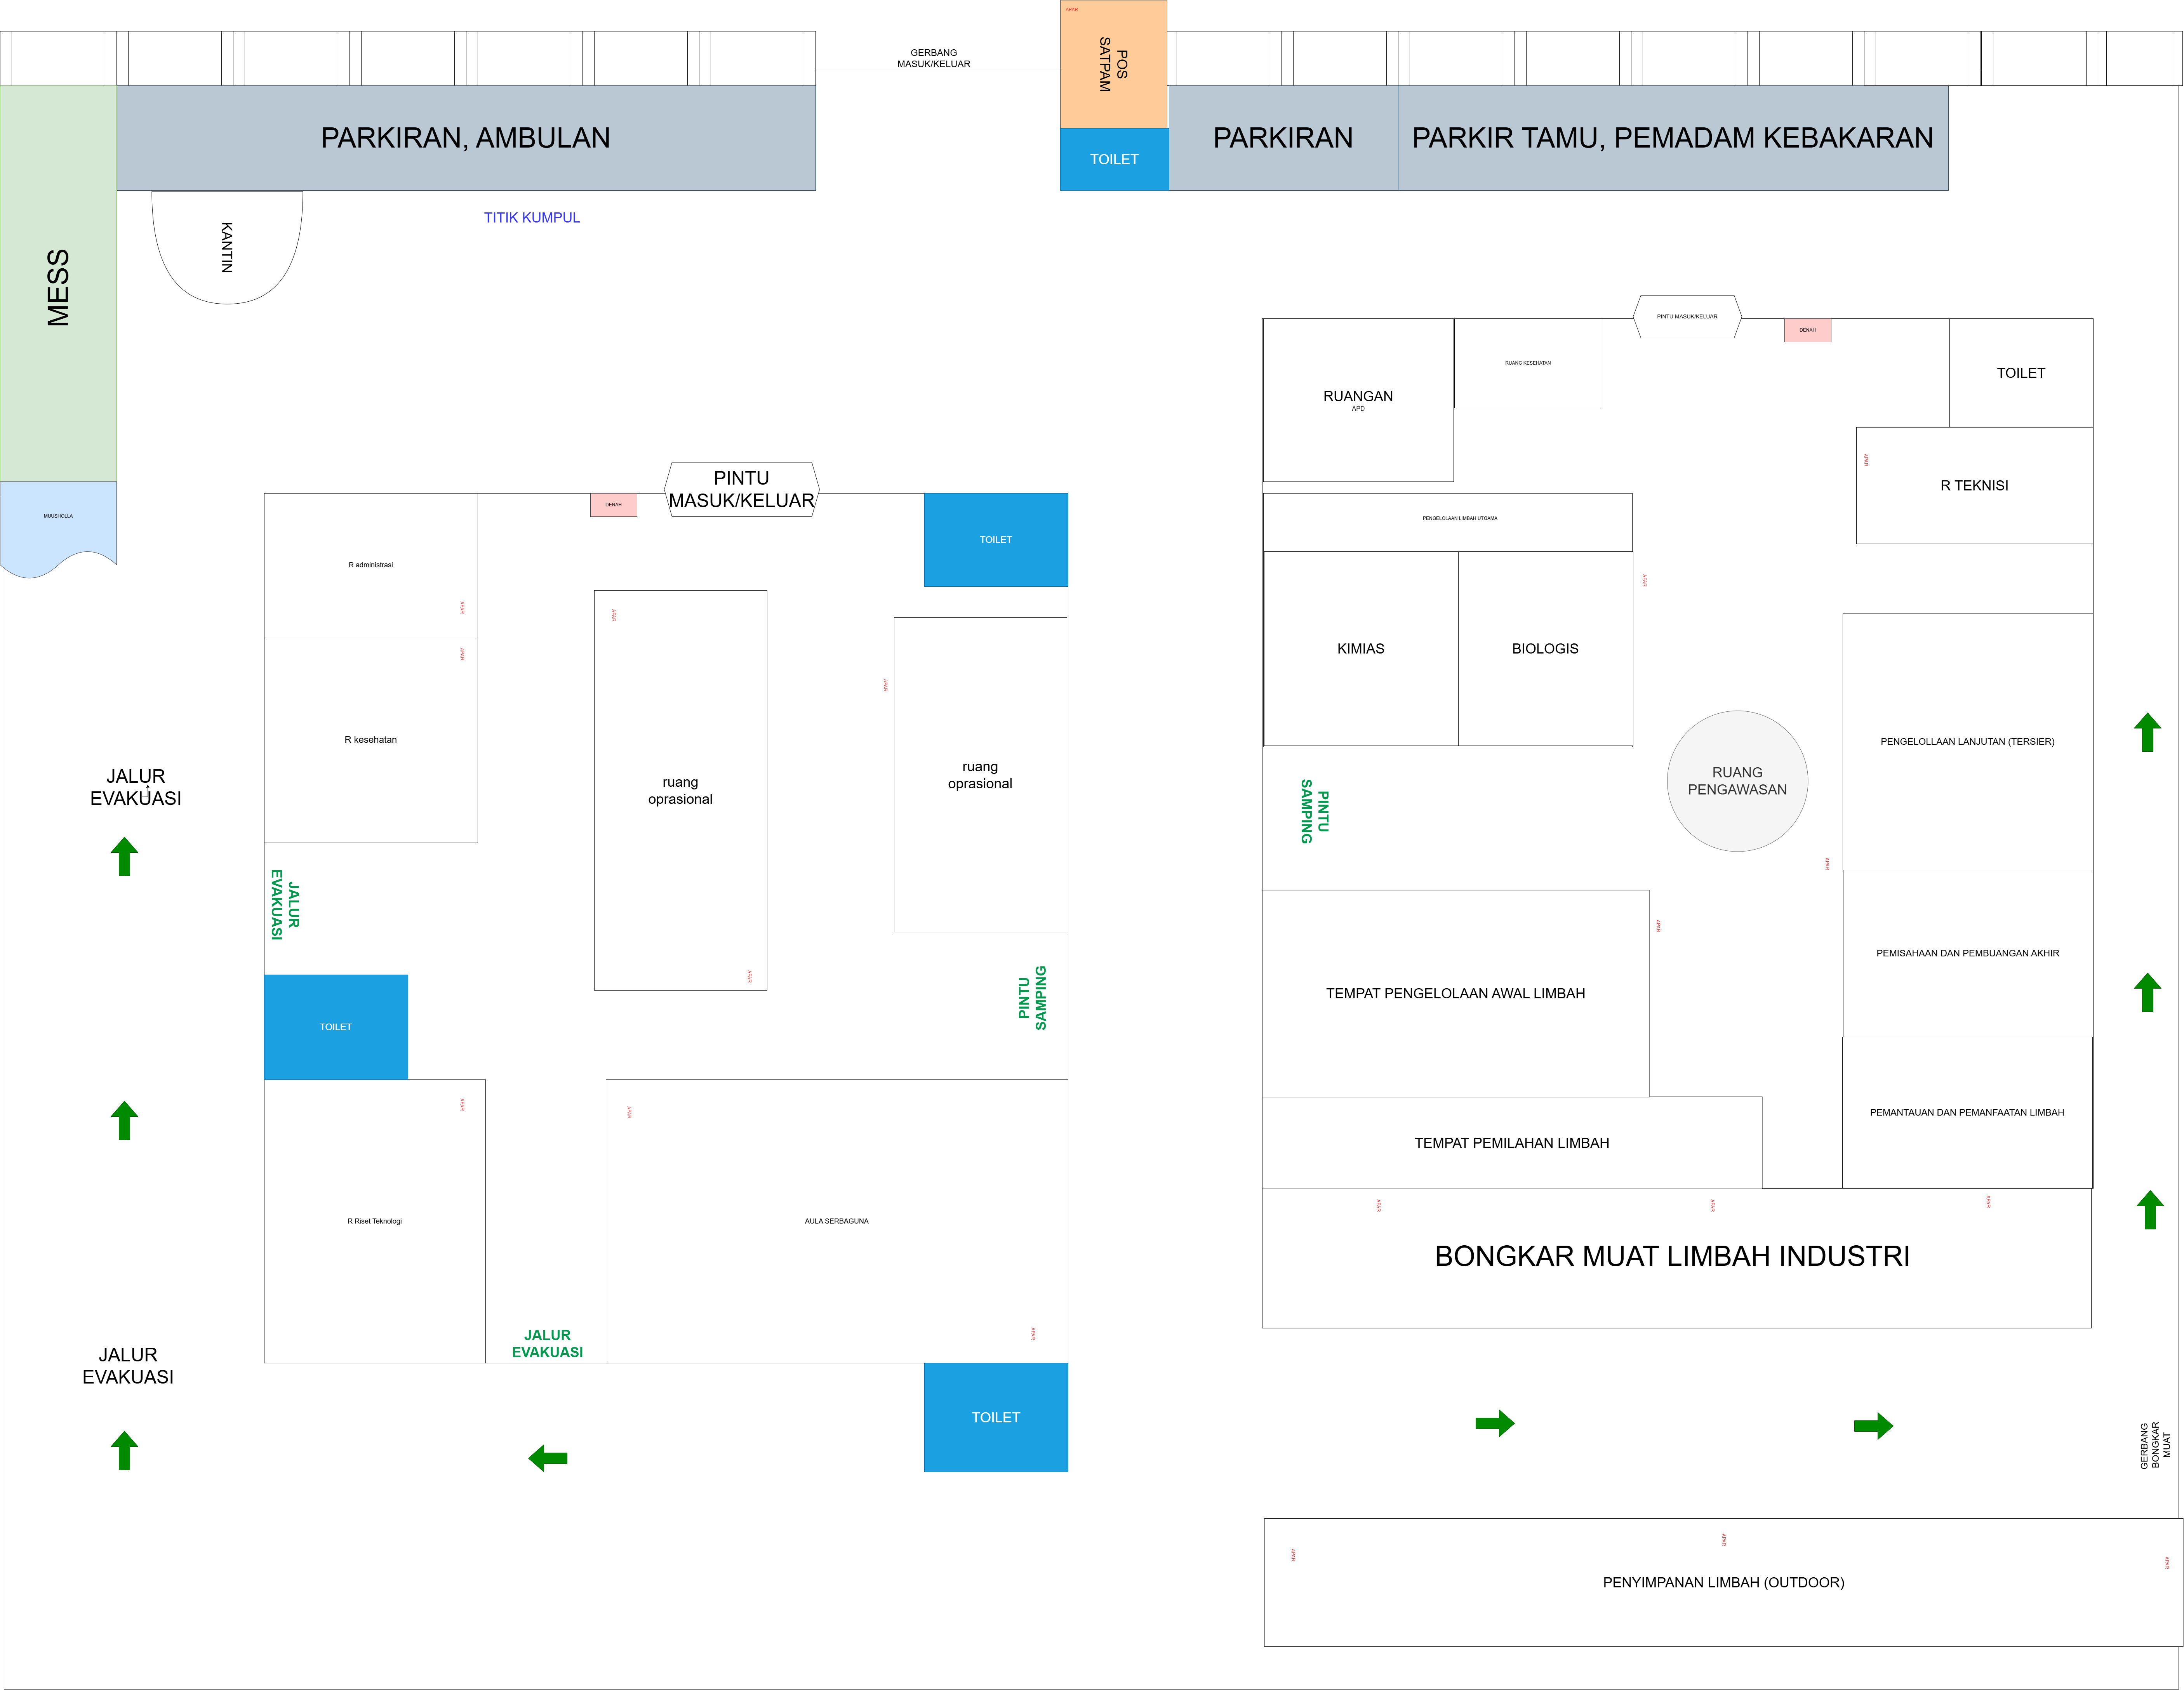 APAR
GERBANG
MASUK/KELUAR
POS
SATPAM
PARKIRAN, AMBULAN
TOILET
PARKIRAN
PARKIR TAMU, PEMADAM KEBAKARAN
MESS
KANTIN
TITIK KUMPUL
MUUSHOLLA
PINTU
MASUK/KELUAR
DENAH
TOILET
R administrasi
APAR
APAR
R kesehatan
APAR
ruang
oprasional
APAR
APAR
ruang
oprasional
JALUR
EVAKUASI
JALUR
EVAKUASI
TOILET
PINTU
SAMPING
APAR
R Riset Teknologi
APAR
AULA SERBAGUNA
APAR
JALUR
EVAKUASI
JALUR
EVAKUASI
TOILET
PINTU MASUK/KELUAR
DENAH
RUANGAN
APD
RUANG KESEHATAN
TOILET
APAR
R TEKNISI
PENGELOLAAN LIMBAH UTGAMA
APAR
KIMIAS
BIOLOGIS
PENGELOLLAAN LANJUTAN (TERSIER)
RUANG
PENGAWASAN
PINTU
SAMPING
APAR
APAR
PEMISAHAAN DAN PEMBUANGAN AKHIR
TEMPAT PENGELOLAAN AWAL LIMBAH
PEMANTAUAN DAN PEMANFAATAN LIMBAH
TEMPAT PEMILAHAN LIMBAH
APAR
APAR
APAR
BONGKAR MUAT LIMBAH INDUSTRI
GERBANG
BONGKAR
MUAT
APAR
APAR
APAR
PENYIMPANAN LIMBAH (OUTDOOR)